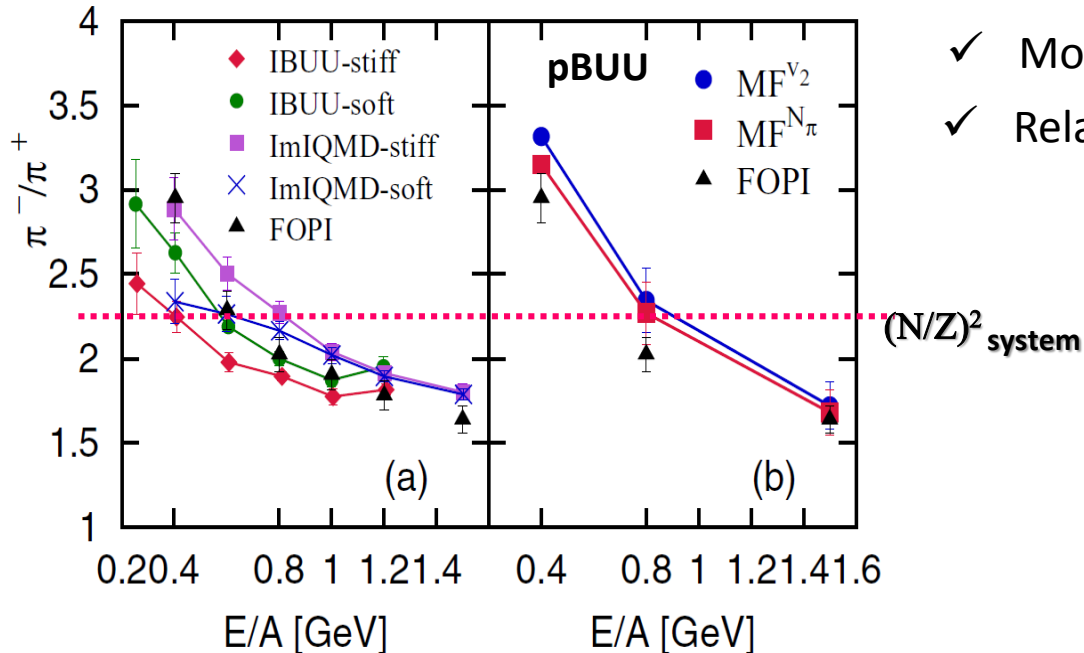 4
3.5
3
2.5
2
1.5
1
π ⁻/π ⁺
IBUU-stiff
IBUU-soft
ImIQMD-stiff
ImIQMD-soft
FOPI
(a)
0.20.4 0.8 1 1.21.4
E/A [GeV]
pBUU
MF^v₂
MF^Nπ
FOPI
(b)
0.4 0.8 1 1.21.41.6
E/A [GeV]
(N/Z)² system
✓ Mo
✓ Rela